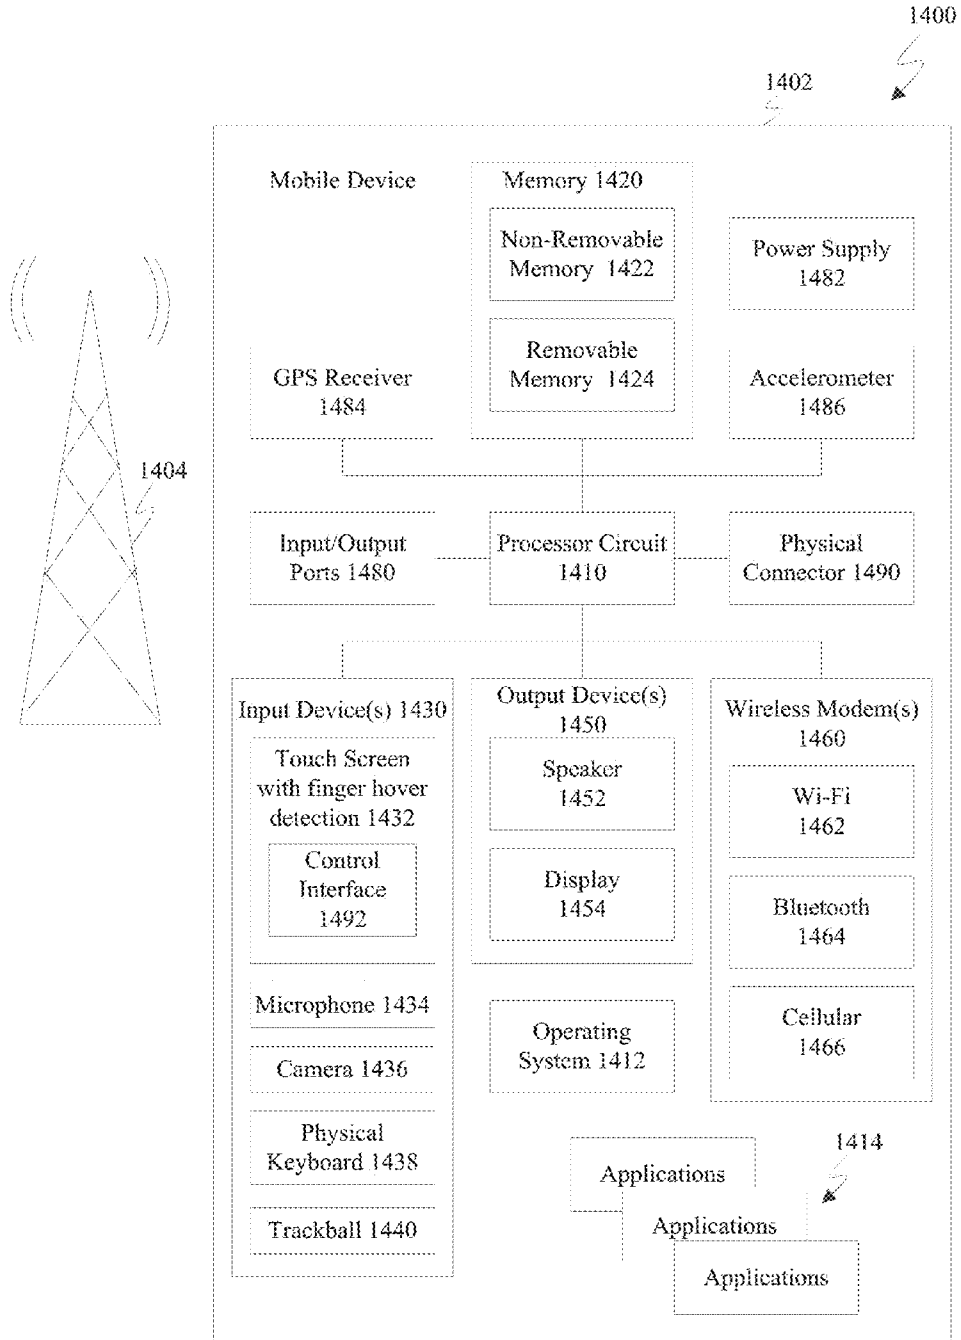 1400
1402
Mobile Device
Memory 1420
Non-Removable
Memory 1422
Power Supply
1482
Removable
Memory 1424
GPS Receiver
1484
Accelerometer
1486
1404
Input/Output
Ports 1480
Processor Circuit
1410
Physical
Connector 1490
Input Device(s) 1430
Touch Screen
with finger hover
detection 1432
Control
Interface
1492
Microphone 1434
Camera 1436
Physical
Keyboard 1438
Trackball 1440
Output Device(s)
1450
Speaker
1452
Display
1454
Operating
System 1412
Wireless Modem(s)
1460
Wi-Fi
1462
Bluetooth
1464
Cellular
1466
1414
Applications
Applications
Applications